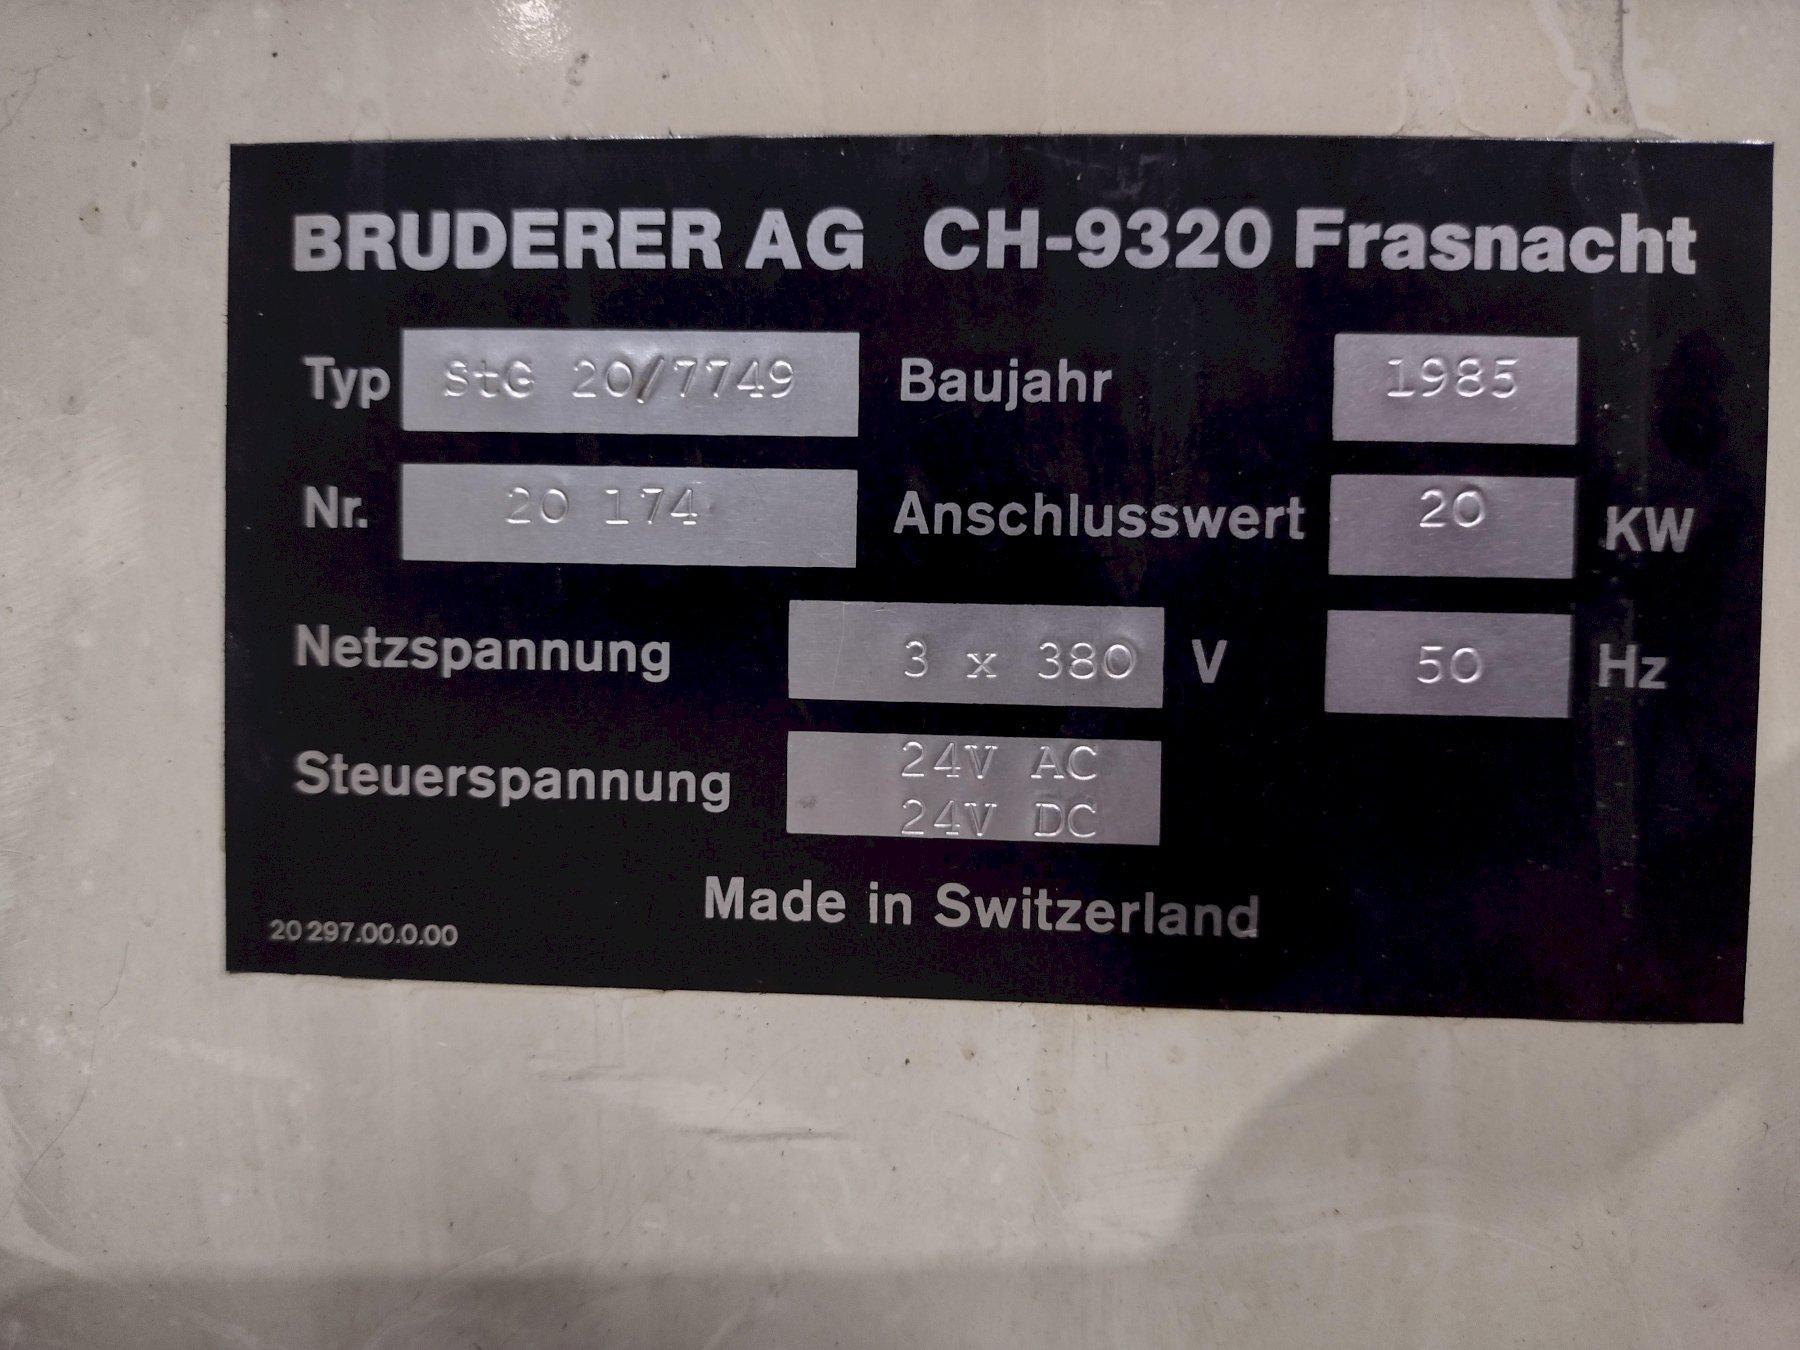 BRUDERER AG CH-9320 Frasnacht
Typ StG 20/7749 Baujahr 1985
Nr. 20 174 Anschlusswert 20 KW
Netzspannung 3 x 380 V 50 Hz
Steuerspannung 24V AC
24V DC
Made in Switzerland
20 297.00.0.00